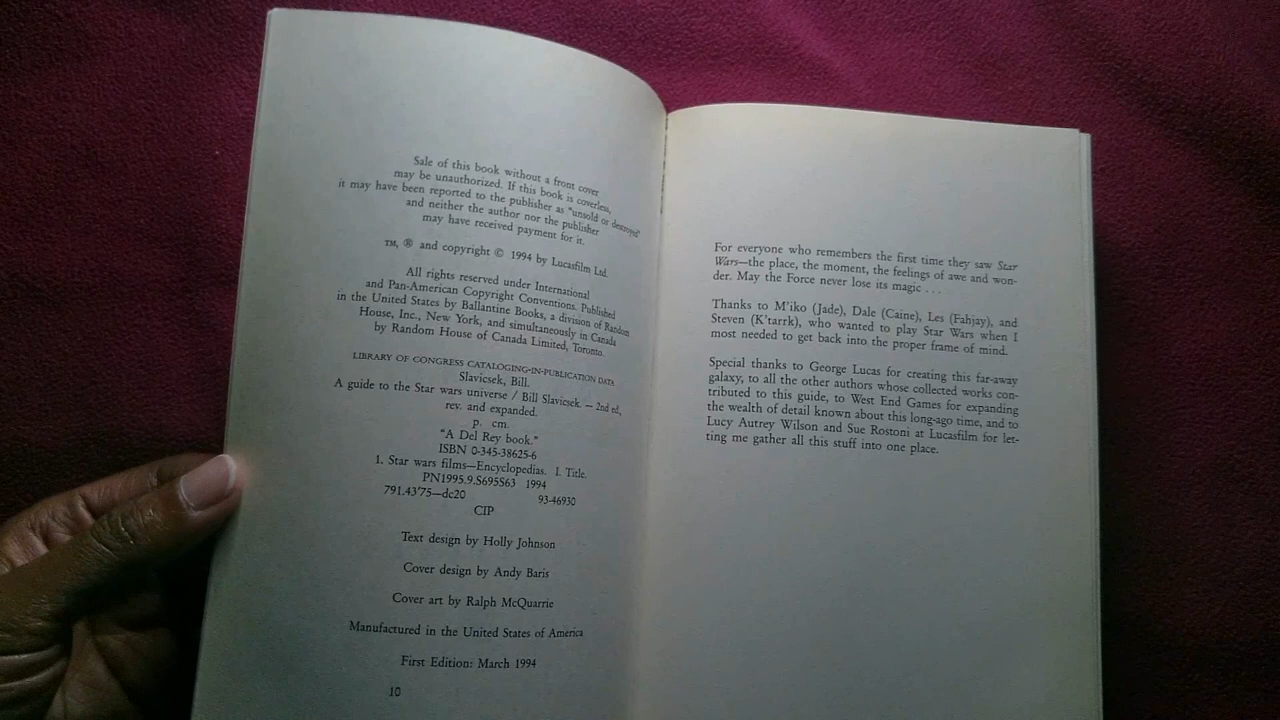 Sale of this book without a front cover
may be unauthorized. If this book is coverless,
it may have been reported to the publisher as "unsold or destroyed"
and neither the author nor the publisher
may have received payment for it.
TM, ® and copyright © 1994 by Lucasfilm Ltd.
All rights reserved under International
and Pan-American Copyright Conventions. Published
in the United States by Ballantine Books, a division of Random
House, Inc., New York, and simultaneously in Canada
by Random House of Canada Limited, Toronto.
LIBRARY OF CONGRESS CATALOGING-IN-PUBLICATION DATA
Slavicsek, Bill.
A guide to the Star wars universe / Bill Slavicsek. — 2nd ed,
rev. and expanded.
p. cm.
"A Del Rey book."
ISBN 0-345-38625-6
1. Star wars films—Encyclopedias. I. Title.
PN1995.9.S695S63 1994
791.43'75—dc20 93-46930
CIP
Text design by Holly Johnson
Cover design by Andy Baris
Cover art by Ralph McQuarrie
Manufactured in the United States of America
First Edition: March 1994
10
For everyone who remembers the first time they saw Star
Wars—the place, the moment, the feelings of awe and won-
der. May the Force never lose its magic . . .
Thanks to M'iko (Jade), Dale (Caine), Les (Fahjay), and
Steven (K'tarrk), who wanted to play Star Wars when I
most needed to get back into the proper frame of mind.
Special thanks to George Lucas for creating this far-away
galaxy, to all the other authors whose collected works con-
tributed to this guide, to West End Games for expanding
the wealth of detail known about this long-ago time, and to
Lucy Autrey Wilson and Sue Rostoni at Lucasfilm for let-
ting me gather all this stuff into one place.